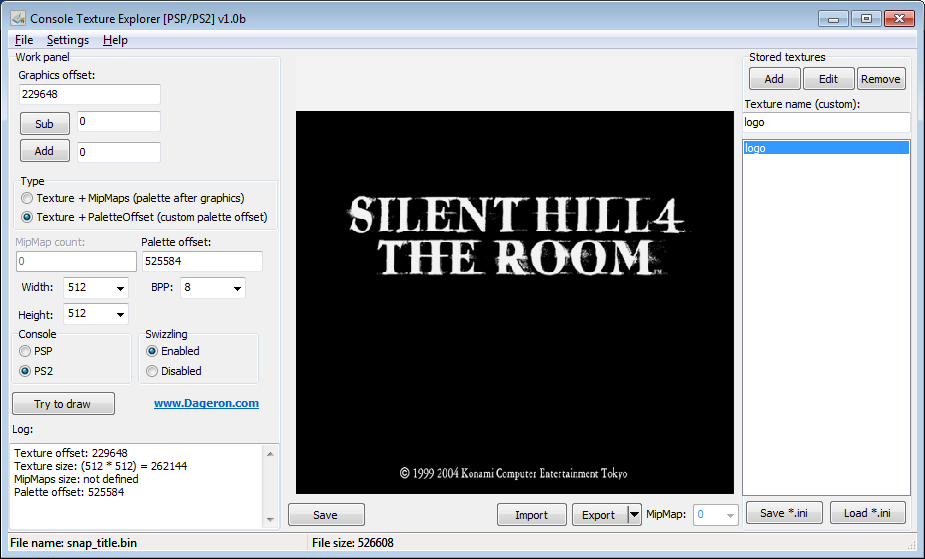 Console Texture Explorer [PSP/PS2] v1.0b
File Settings Help
Work panel
Graphics offset:
229648
Sub 0
Add 0
Type
Texture + MipMaps (palette after graphics)
Texture + PaletteOffset (custom palette offset)
MipMap count: Palette offset:
0 525584
Width: 512 BPP: 8
Height: 512
Console Swizzling
PSP Enabled
PS2 Disabled
Try to draw www.Dageron.com
Log:
Texture offset: 229648
Texture size: (512 * 512) = 262144
MipMaps size: not defined
Palette offset: 525584
SILENT HILL 4
THE ROOM™
© 1999 2004 Konami Computer Entertainment Tokyo
Save Import Export MipMap: 0
Stored textures
Add Edit Remove
Texture name (custom):
logo
logo
Save *.ini Load *.ini
File name: snap_title.bin File size: 526608